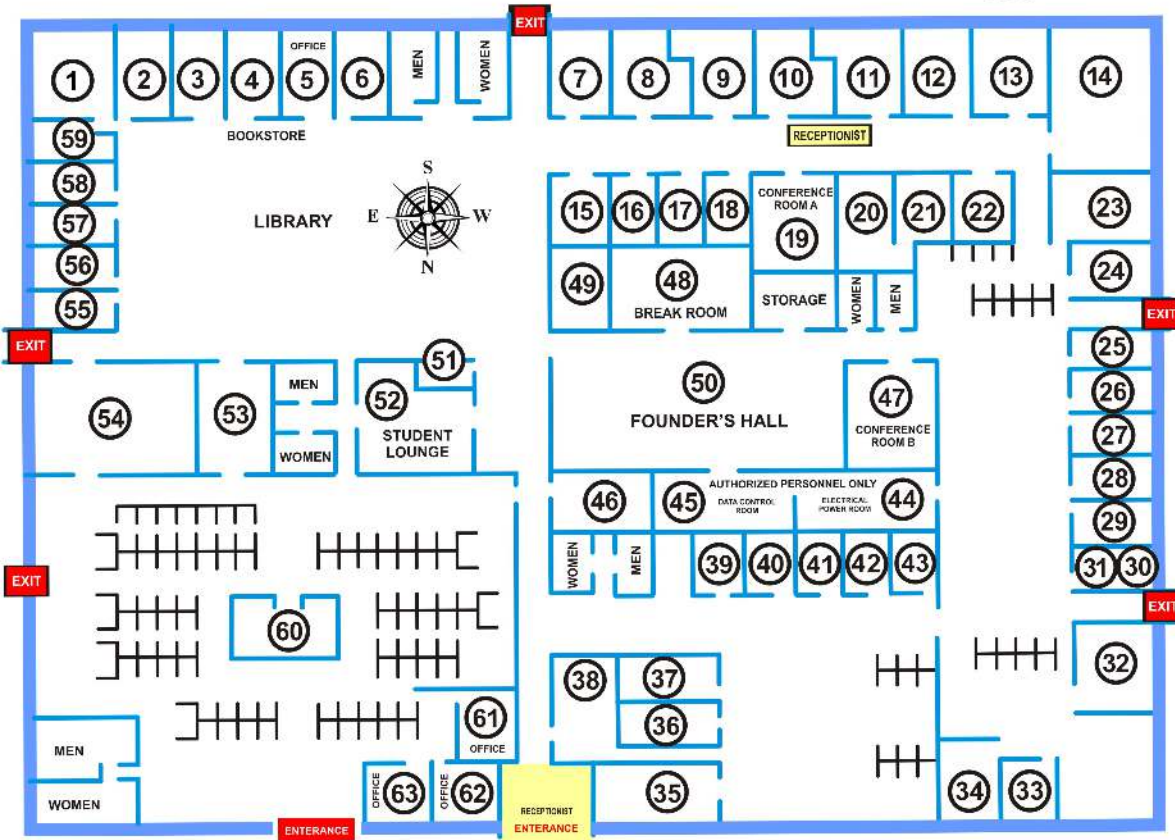 EXIT
OFFICE
1
2
3
4
5
6
MEN
WOMEN
7
8
9
10
11
12
13
14
BOOKSTORE
RECEPTIONIST
59
58
57
56
55
LIBRARY
S
E
W
N
15
16
17
18
CONFERENCE
ROOM A
19
20
21
22
23
24
49
48
BREAK ROOM
STORAGE
WOMEN
MEN
EXIT
EXIT
25
26
27
28
29
31
30
EXIT
54
53
MEN
WOMEN
51
52
STUDENT
LOUNGE
50
FOUNDER'S HALL
47
CONFERENCE
ROOM B
46
45
AUTHORIZED PERSONNEL ONLY
DATA CONTROL
ROOM
ELECTRICAL
POWER ROOM
44
WOMEN
MEN
39
40
41
42
43
EXIT
60
38
37
36
35
32
34
33
61
OFFICE
MEN
WOMEN
OFFICE
63
OFFICE
62
RECEPTIONIST
ENTRANCE
ENTRANCE